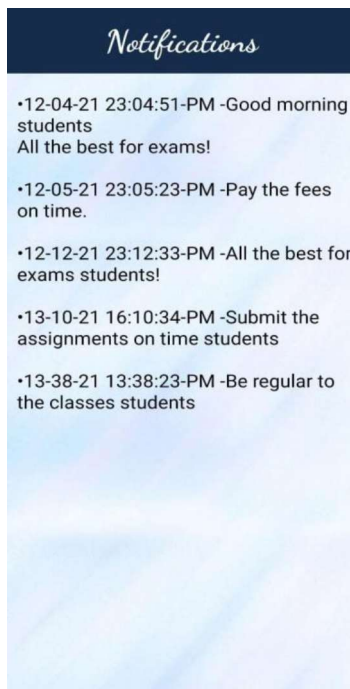 Notifications
•12-04-21 23:04:51-PM -Good morning
students
All the best for exams!
•12-05-21 23:05:23-PM -Pay the fees
on time.
•12-12-21 23:12:33-PM -All the best for
exams students!
•13-10-21 16:10:34-PM -Submit the
assignments on time students
•13-38-21 13:38:23-PM -Be regular to
the classes students